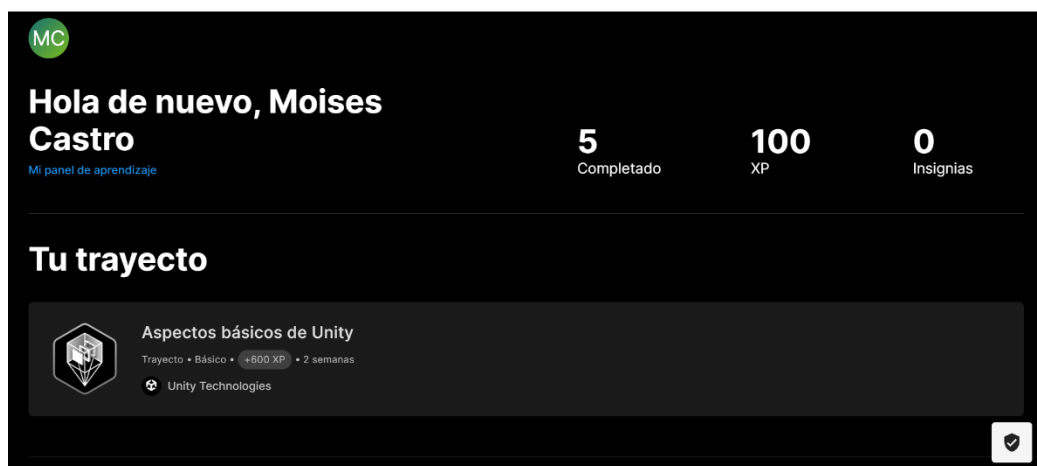 MC
Hola de nuevo, Moises
Castro
Mi panel de aprendizaje
5
Completado
100
XP
0
Insignias
Tu trayecto
Aspectos básicos de Unity
Trayecto • Básico • +600 XP • 2 semanas
Unity Technologies